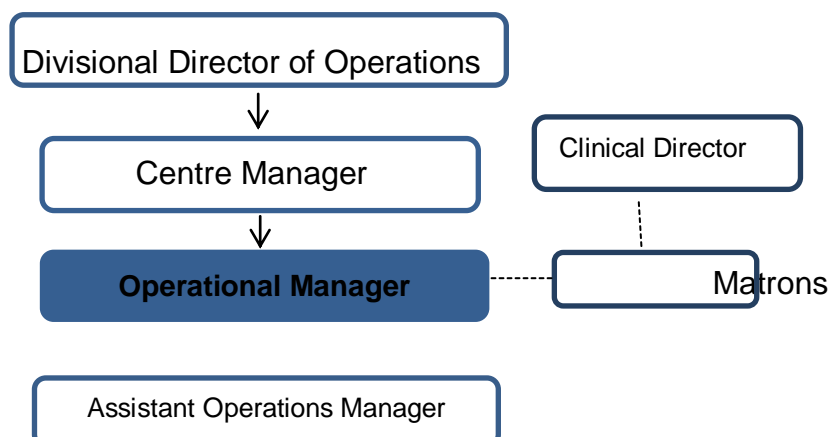 Divisional Director of Operations
Clinical Director
Centre Manager
Operational Manager
Matrons
Assistant Operations Manager